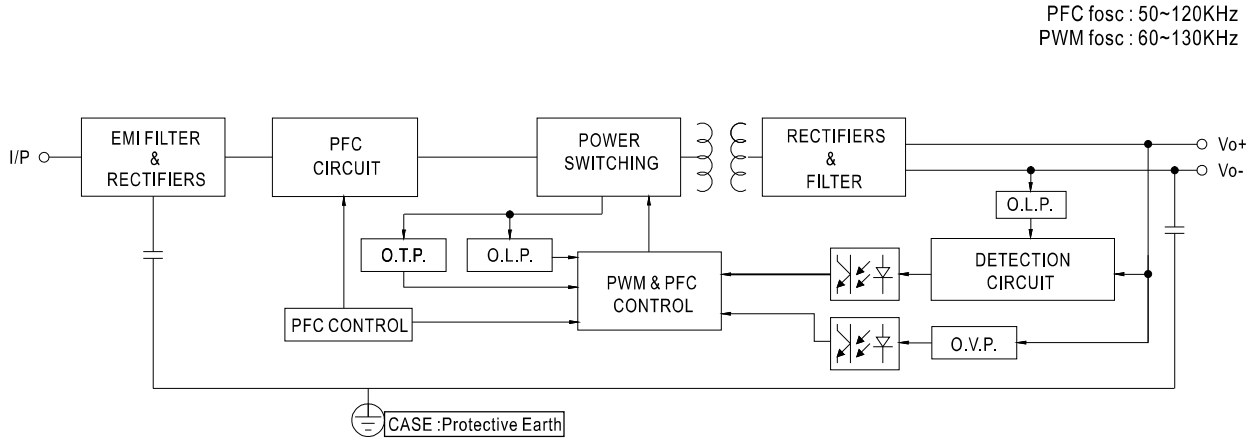 PFC fosc : 50~120KHz
PWM fosc : 60~130KHz
I/P
EMI FILTER
&
RECTIFIERS
PFC
CIRCUIT
POWER
SWITCHING
RECTIFIERS
&
FILTER
Vo+
Vo-
O.L.P.
O.T.P.
O.L.P.
PWM & PFC
CONTROL
DETECTION
CIRCUIT
PFC CONTROL
O.V.P.
CASE :Protective Earth